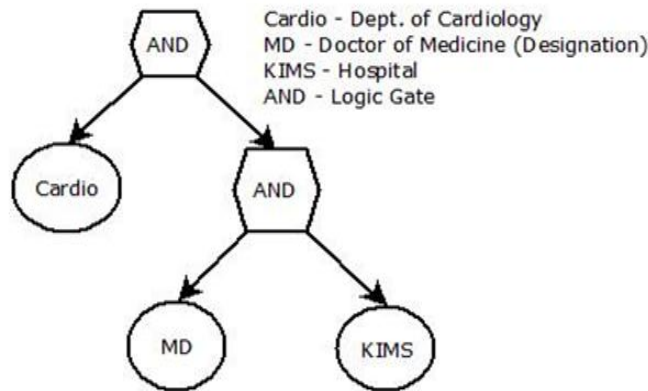 AND
Cardio - Dept. of Cardiology
MD - Doctor of Medicine (Designation)
KIMS - Hospital
AND - Logic Gate
Cardio
AND
MD
KIMS